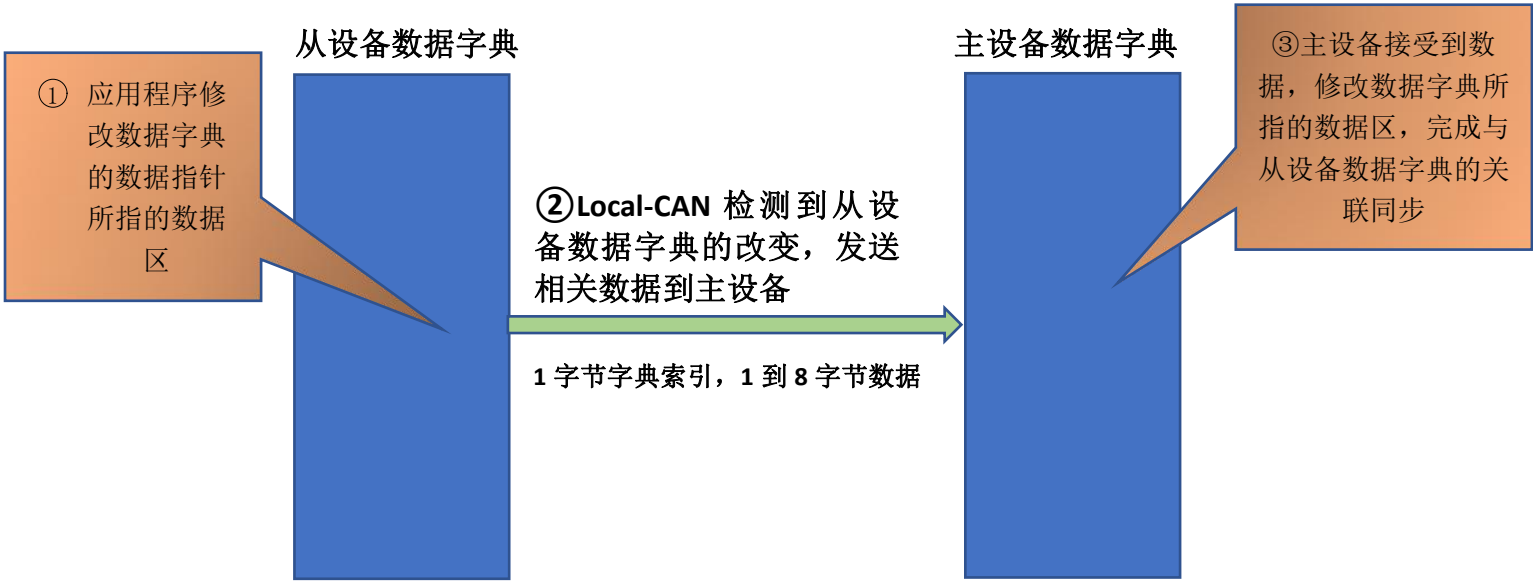 从设备数据字典
主设备数据字典
① 应用程序修
改数据字典
的数据指针
所指的数据
区
②Local-CAN 检测到从设
备数据字典的改变，发送
相关数据到主设备
1 字节字典索引，1 到 8 字节数据
③主设备接受到数
据，修改数据字典所
指的数据区，完成与
从设备数据字典的关
联同步